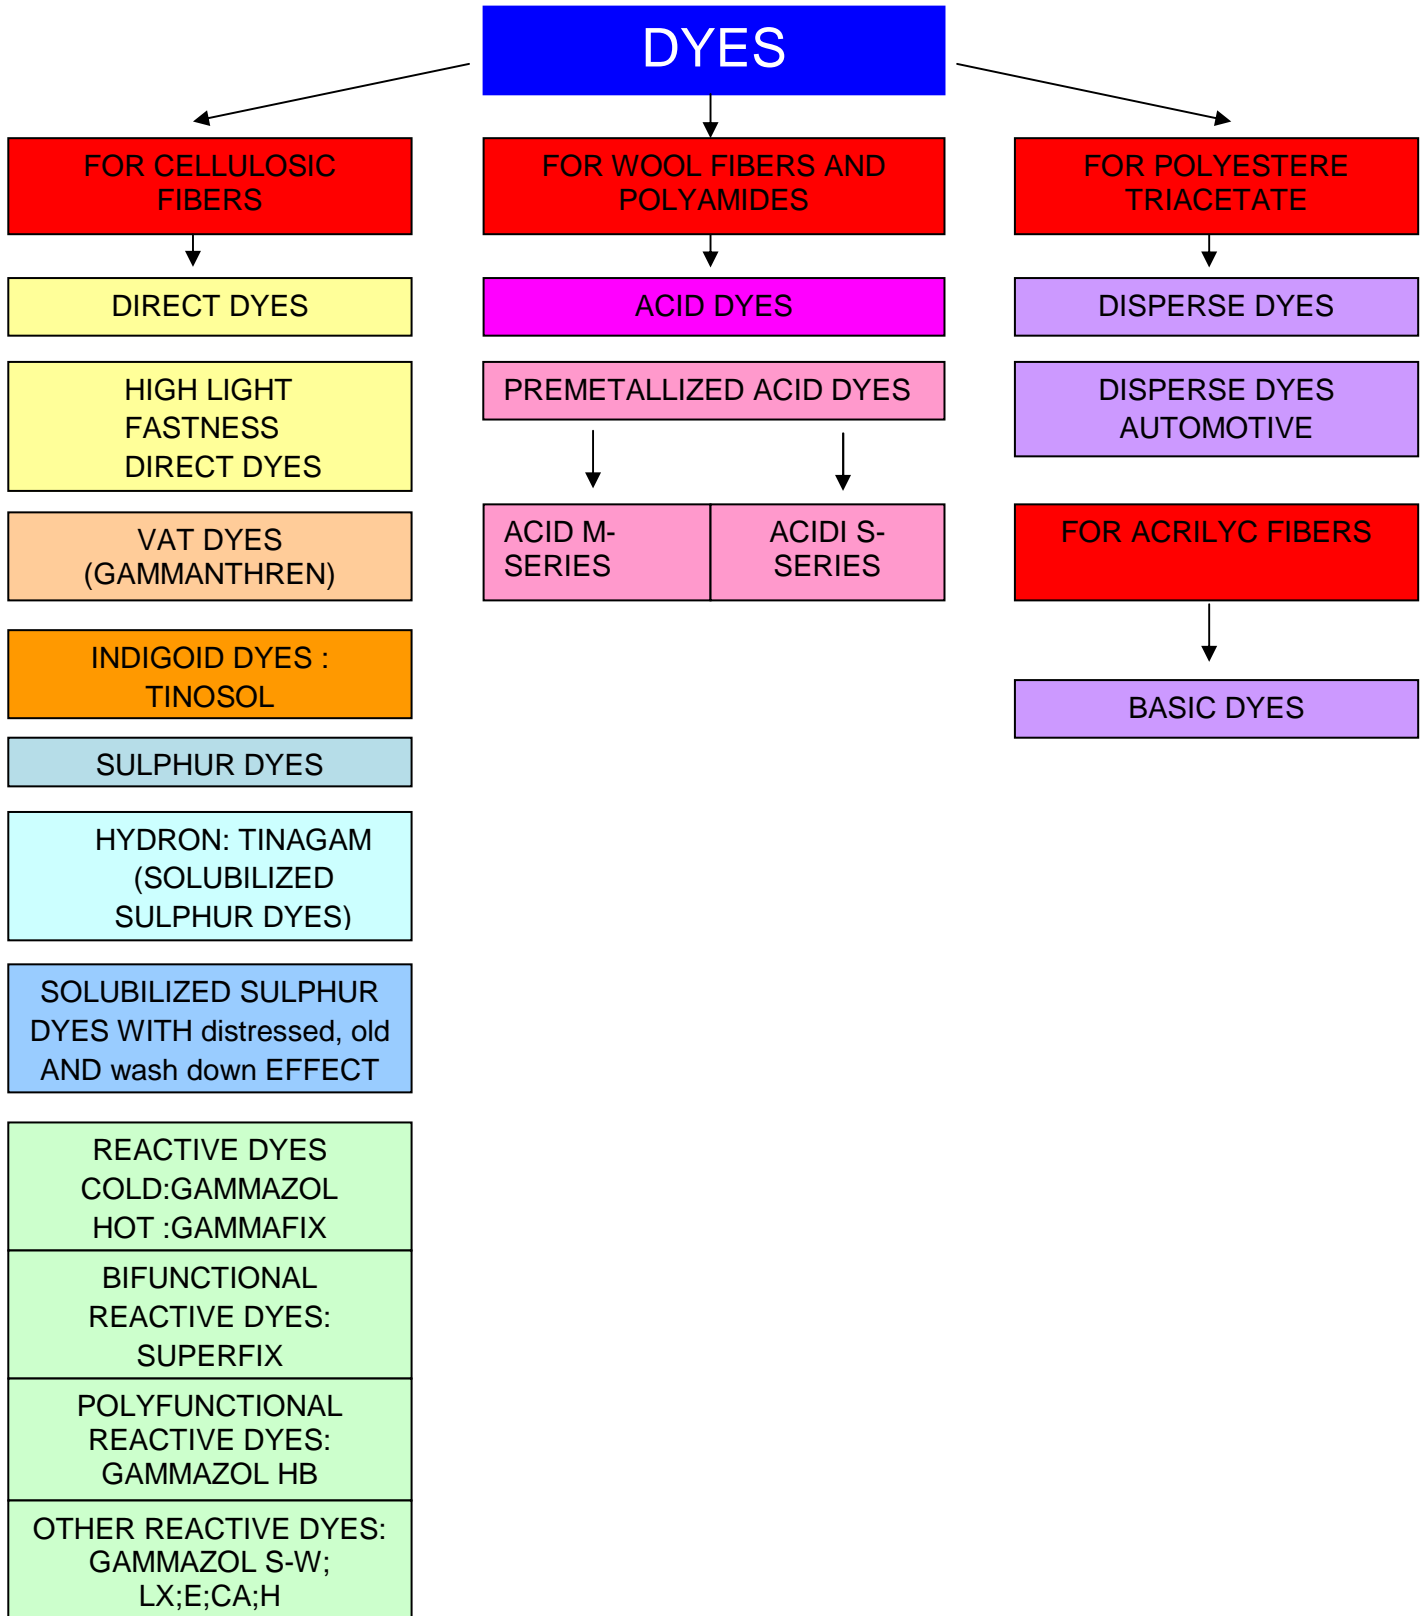 DYES
FOR CELLULOSIC
FIBERS
DIRECT DYES
HIGH LIGHT
FASTNESS
DIRECT DYES
VAT DYES
(GAMMANTHREN)
INDIGOID DYES :
TINOSOL
SULPHUR DYES
HYDRON: TINAGAM
(SOLUBILIZED
SULPHUR DYES)
SOLUBILIZED SULPHUR
DYES WITH distressed, old
AND wash down EFFECT
REACTIVE DYES
COLD:GAMMAZOL
HOT :GAMMAFIX
BIFUNCTIONAL
REACTIVE DYES:
SUPERFIX
POLYFUNCTIONAL
REACTIVE DYES:
GAMMAZOL HB
OTHER REACTIVE DYES:
GAMMAZOL S-W;
LX;E;CA;H
FOR WOOL FIBERS AND
POLYAMIDES
ACID DYES
PREMETALLIZED ACID DYES
ACID M-
SERIES
ACIDI S-
SERIES
FOR POLYESTERE
TRIACETATE
DISPERSE DYES
DISPERSE DYES
AUTOMOTIVE
FOR ACRILYC FIBERS
BASIC DYES